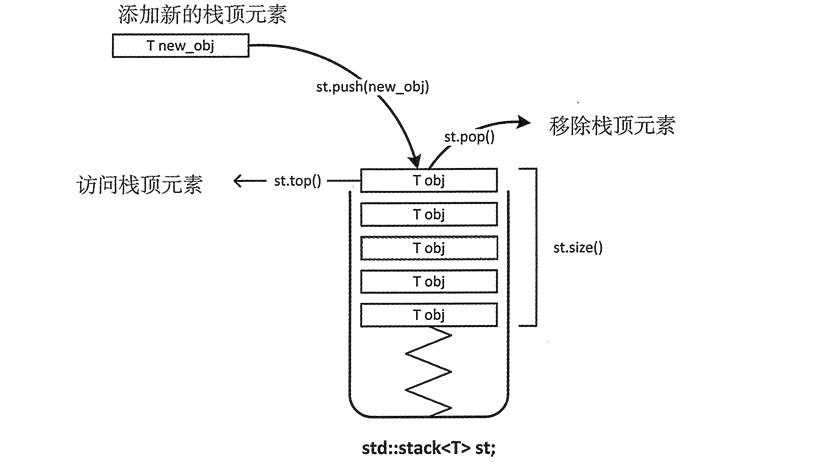 添加新的栈顶元素
T new_obj
st.push(new_obj)
st.pop()
移除栈顶元素
访问栈顶元素
st.top()
T obj
T obj
T obj
T obj
T obj
st.size()
std::stack<T> st;